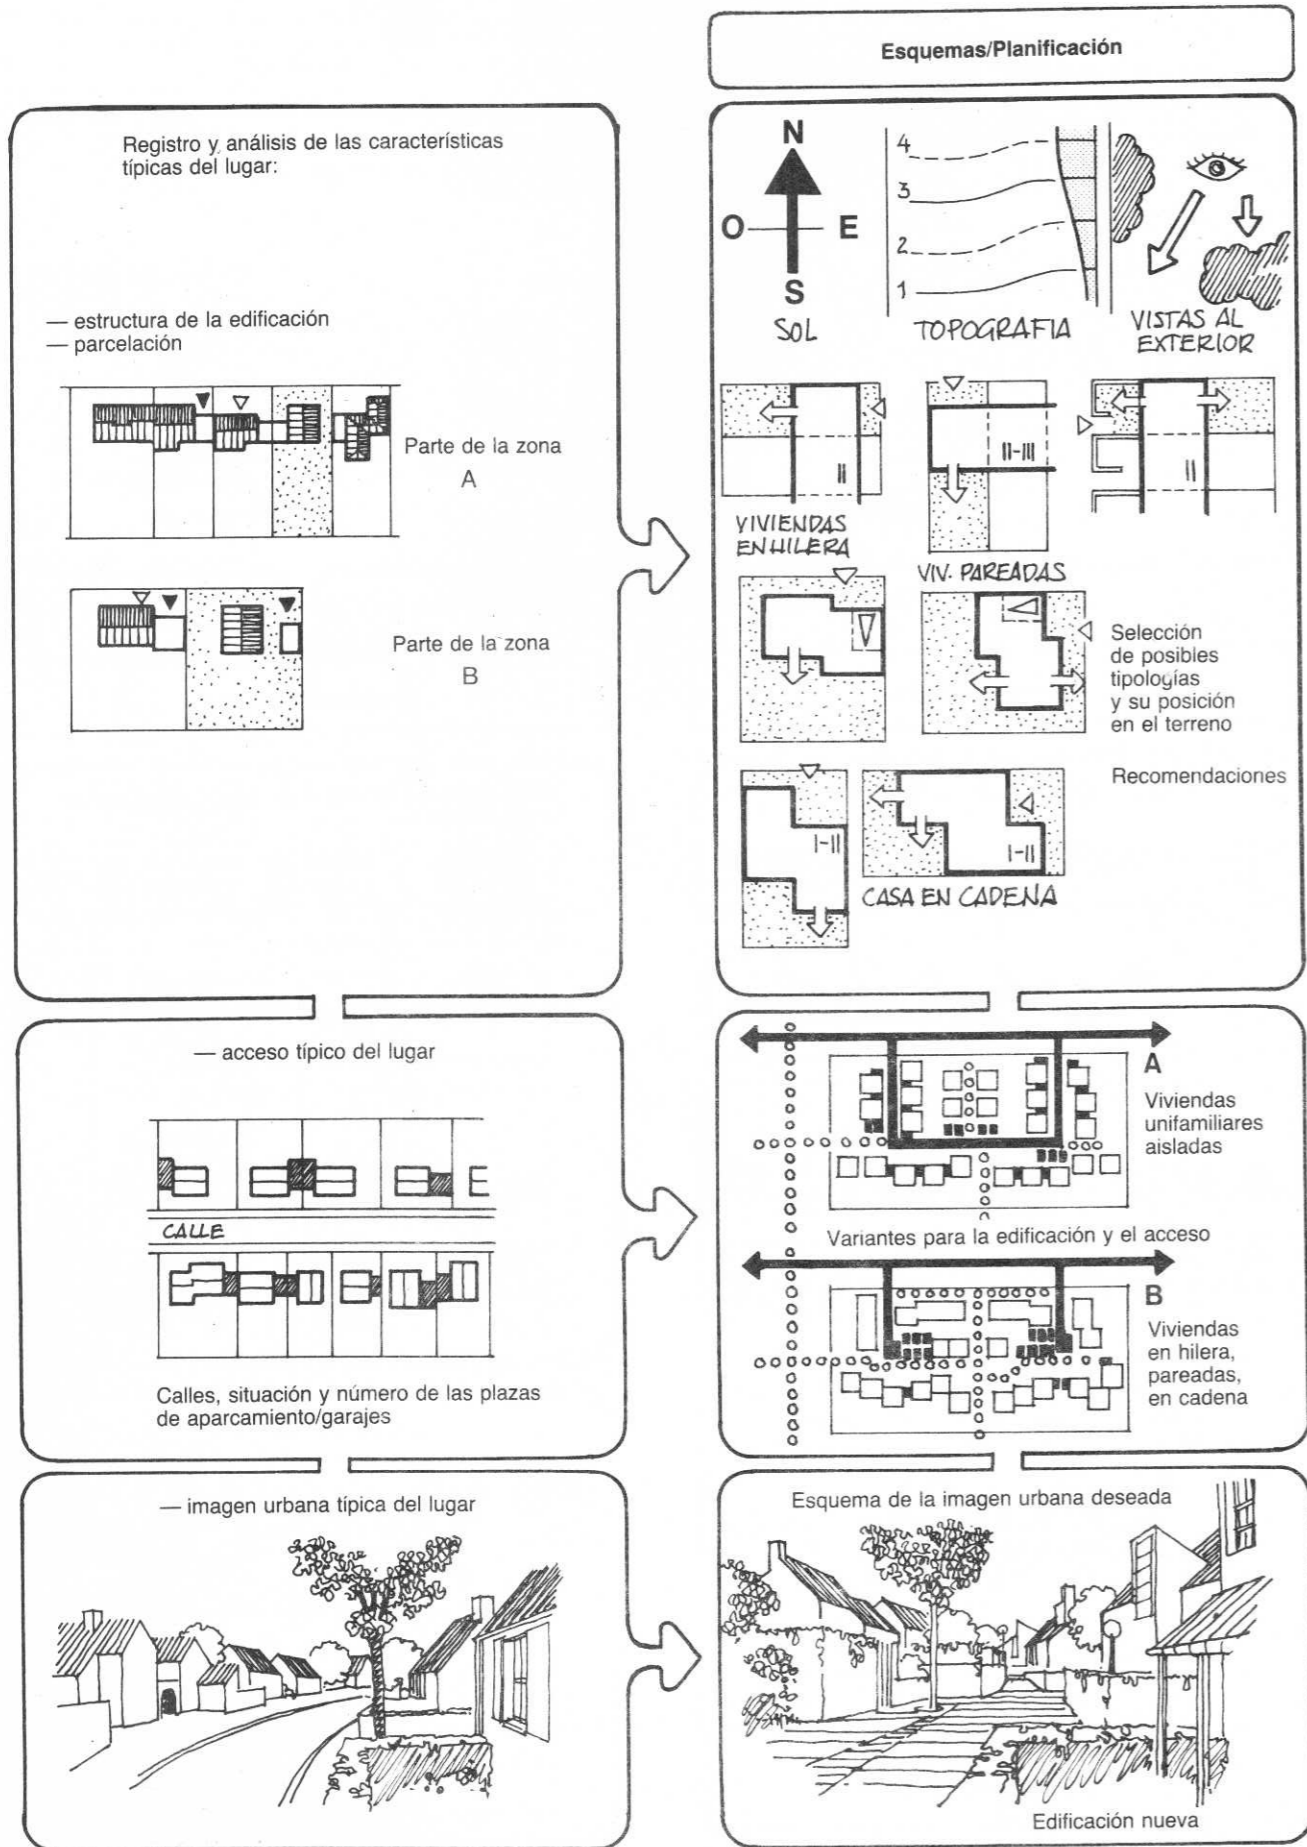 Esquemas/Planificación
Registro y análisis de las características
típicas del lugar:
— estructura de la edificación
— parcelación
Parte de la zona
A
Parte de la zona
B
N
O E
S
SOL
4
3
2
1
TOPOGRAFIA
VISTAS AL
EXTERIOR
II
II-III
II
VIVIENDAS
EN HILERA
VIV. PAREADAS
Selección
de posibles
tipologías
y su posición
en el terreno
Recomendaciones
I-II
I-II
CASA EN CADENA
— acceso típico del lugar
CALLE
Calles, situación y número de las plazas
de aparcamiento/garajes
A
Viviendas
unifamiliares
aisladas
Variantes para la edificación y el acceso
B
Viviendas
en hilera,
pareadas,
en cadena
— imagen urbana típica del lugar
Esquema de la imagen urbana deseada
Edificación nueva